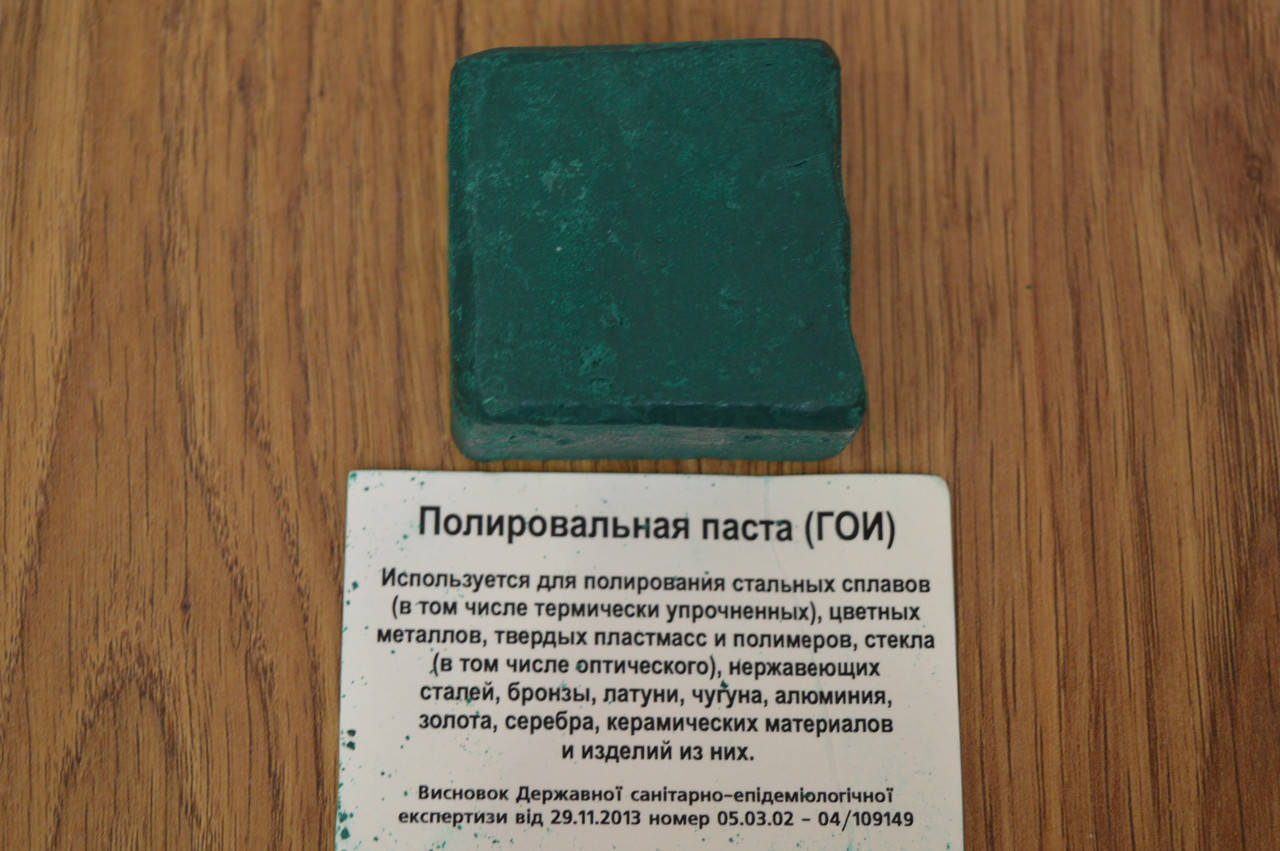 Полировальная паста (ГОИ)
Используется для полирования стальных сплавов
(в том числе термически упрочненных), цветных
металлов, твердых пластмасс и полимеров, стекла
(в том числе оптического), нержавеющих
сталей, бронзы, латуни, чугуна, алюминия,
золота, серебра, керамических материалов
и изделий из них.
Висновок Державної санітарно-епідеміологічної
експертизи від 29.11.2013 номер 05.03.02 - 04/109149